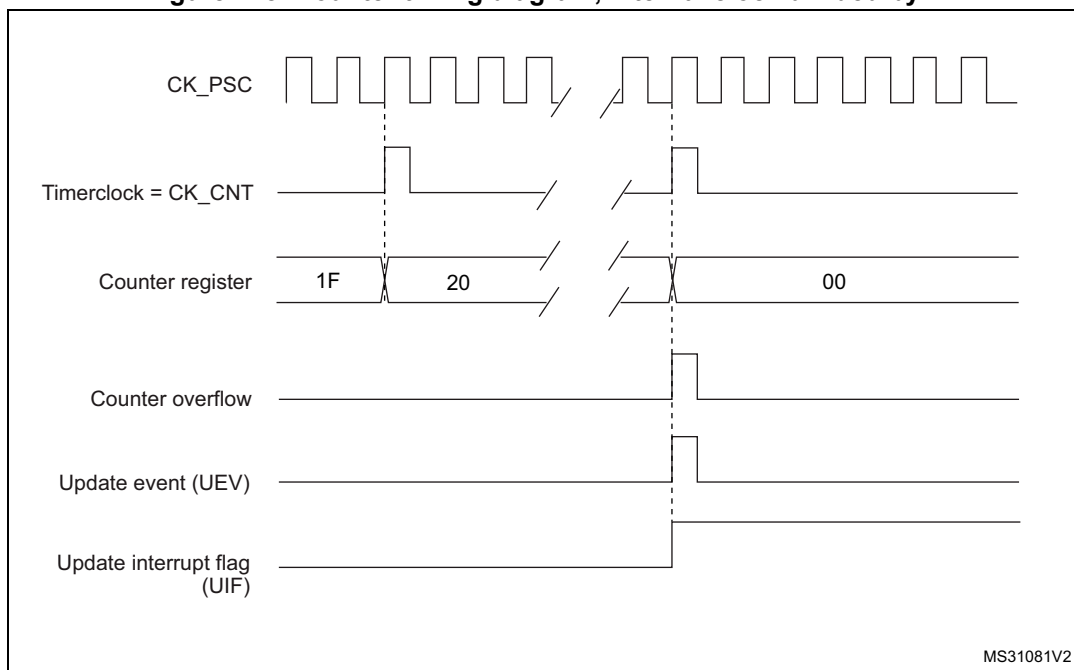 CK_PSC
Timerclock = CK_CNT
Counter register
1F
20
00
Counter overflow
Update event (UEV)
Update interrupt flag
(UIF)
MS31081V2